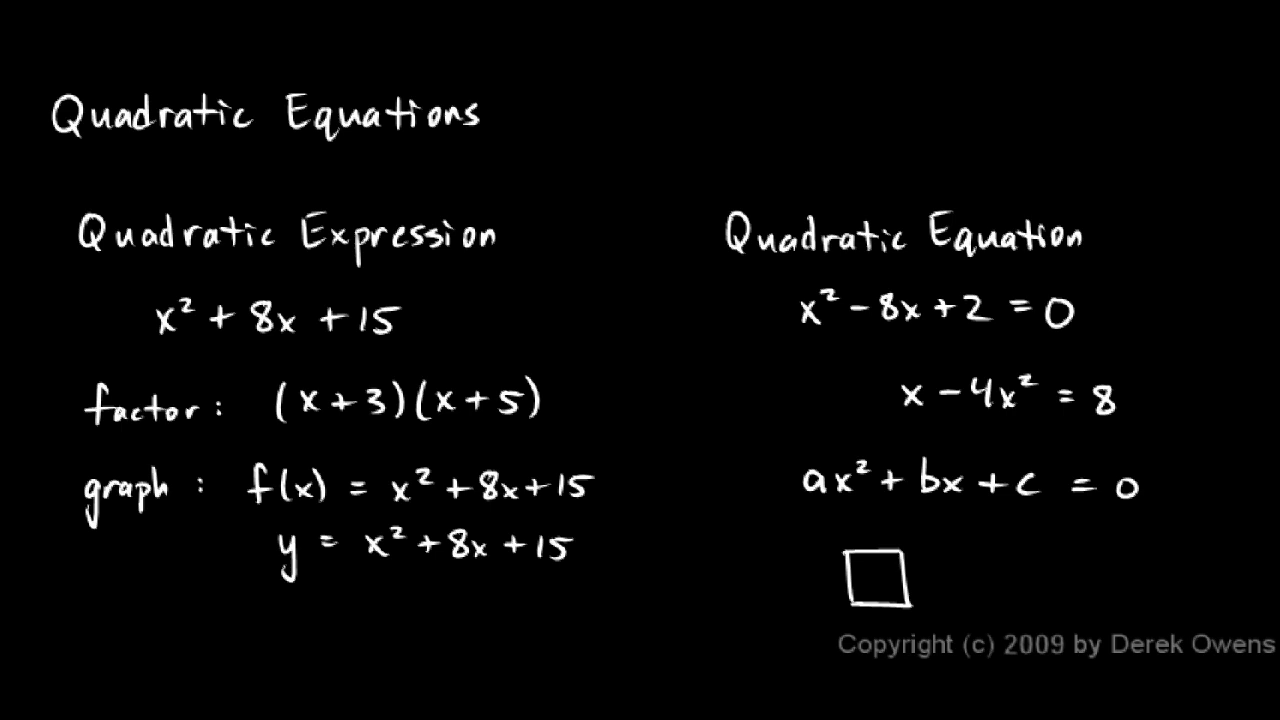 Quadratic Equations
Quadratic Expression
x² + 8x + 15
factor: (x + 3)(x + 5)
graph: f(x) = x² + 8x + 15
y = x² + 8x + 15
Quadratic Equation
x² - 8x + 2 = 0
x - 4x² = 8
ax² + bx + c = 0
Copyright (c) 2009 by Derek Owens